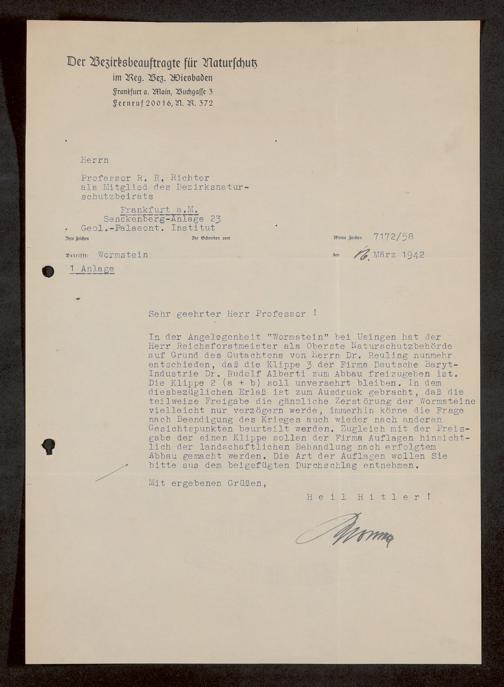 Der Bezirksbeauftragte für Naturschutz
im Reg. Bez. Wiesbaden
Frankfurt a. Main, Buchgasse 3
Fernruf 20016, N. R. 372
Herrn
Professor R. R. Richter
als Mitglied des Bezirksnatur-
schutzbeirats
Frankfurt a.M.
Senckenberg-Anlage 23
Geol.-Palaeont. Institut
Ihre Zeichen Ihr Schreiben vom Meine Zeichen 7172/58
Betrifft: Wormstein den 16. März 1942
1 Anlage
Sehr geehrter Herr Professor !
In der Angelegenheit "Wormstein" bei Usingen hat der
Herr Reichsforstmeister als Oberste Naturschutzbehörde
auf Grund des Gutachtens von Herrn Dr. Reuling nunmehr
entschieden, daß die Klippe 3 der Firma Deutsche Baryt-
Industrie Dr. Rudolf Alberti zum Abbau freizugeben ist.
Die Klippe 2 (a + b) soll unversehrt bleiben. In dem
diesbezüglichen Erlaß ist zum Ausdruck gebracht, daß die
teilweise Freigabe die gänzliche Zerstörung der Wormsteine
vielleicht nur verzögern werde, immerhin könne die Frage
nach Beendigung des Krieges auch wieder nach anderen
Gesichtspunkten beurteilt werden. Zugleich mit der Freis-
gabe der einen Klippe sollen der Firma Auflagen hinsicht-
lich der landschaftlichen Behandlung nach erfolgtem
Abbau gemacht werden. Die Art der Auflagen wollen Sie
bitte aus dem beigefügten Durchschlag entnehmen.
Mit ergebenen Grüßen,
Heil Hitler !